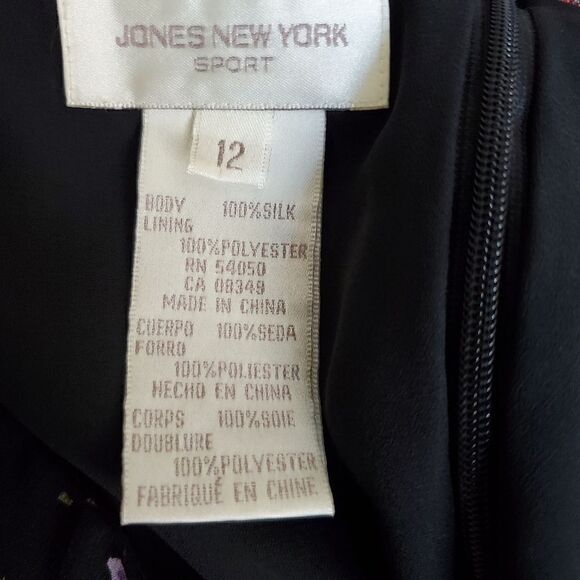 JONES NEW YORK
SPORT
12
BODY 100%SILK
LINING
100%POLYESTER
RN 54050
CA 08349
MADE IN CHINA
CUERPO 100%SEDA
FORRO
100%POLIESTER
HECHO EN CHINA
CORPS 100%SOIE
DOUBLURE
100%POLYESTER
FABRIQUÉ EN CHINE